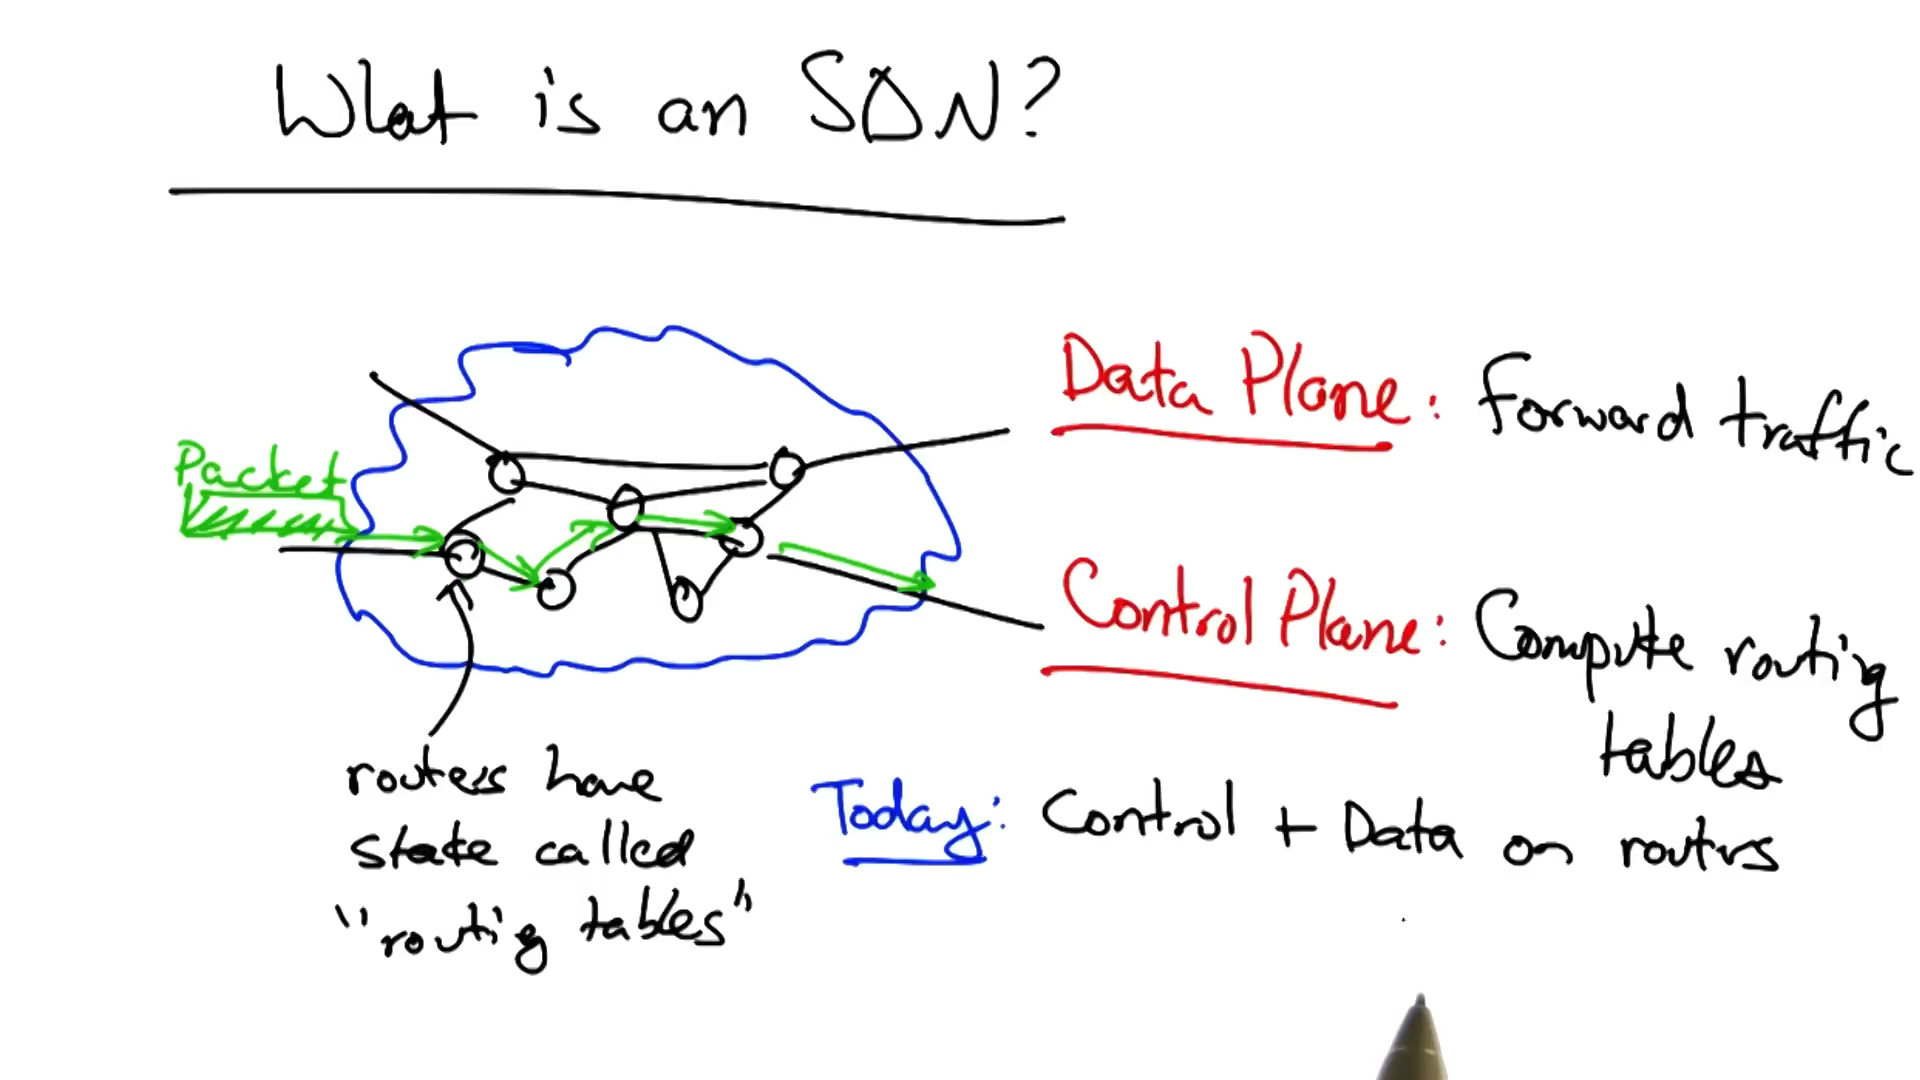 What is an SDN?
Data Plane: Forward traffic
Packet
Control Plane: Compute routing
tables
routers have
state called
"routing tables"
Today: Control + Data on routers